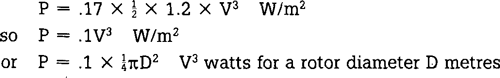 P = .17 × ½ × 1.2 × V³ W/m²
so P = .1V³ W/m²
or P = .1 × ¼πD² V³ watts for a rotor diameter D metres